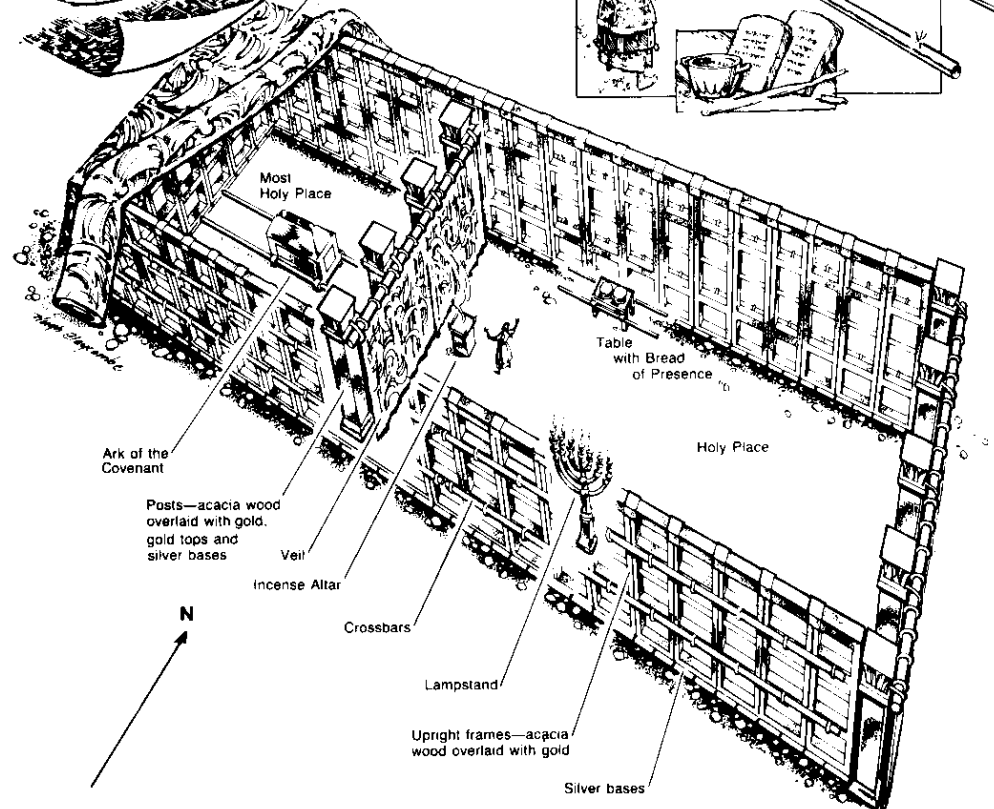 Most
Holy Place
Table
with Bread
of Presence
Holy Place
Ark of the
Covenant
Posts—acacia wood
overlaid with gold.
gold tops and
silver bases
Veil
Incense Altar
N
Crossbars
Lampstand
Upright frames—acacia
wood overlaid with gold
Silver bases